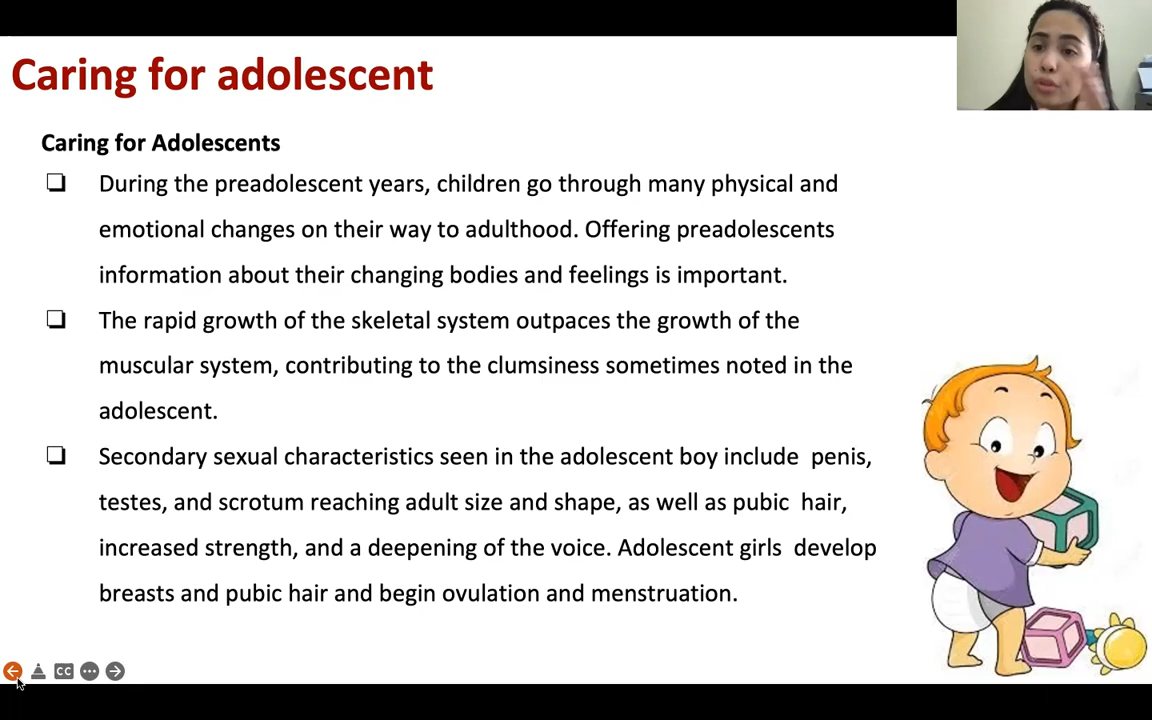 Caring for adolescent
Caring for Adolescents
During the preadolescent years, children go through many physical and
emotional changes on their way to adulthood. Offering preadolescents
information about their changing bodies and feelings is important.
The rapid growth of the skeletal system outpaces the growth of the
muscular system, contributing to the clumsiness sometimes noted in the
adolescent.
Secondary sexual characteristics seen in the adolescent boy include penis,
testes, and scrotum reaching adult size and shape, as well as pubic hair,
increased strength, and a deepening of the voice. Adolescent girls develop
breasts and pubic hair and begin ovulation and menstruation.
CC